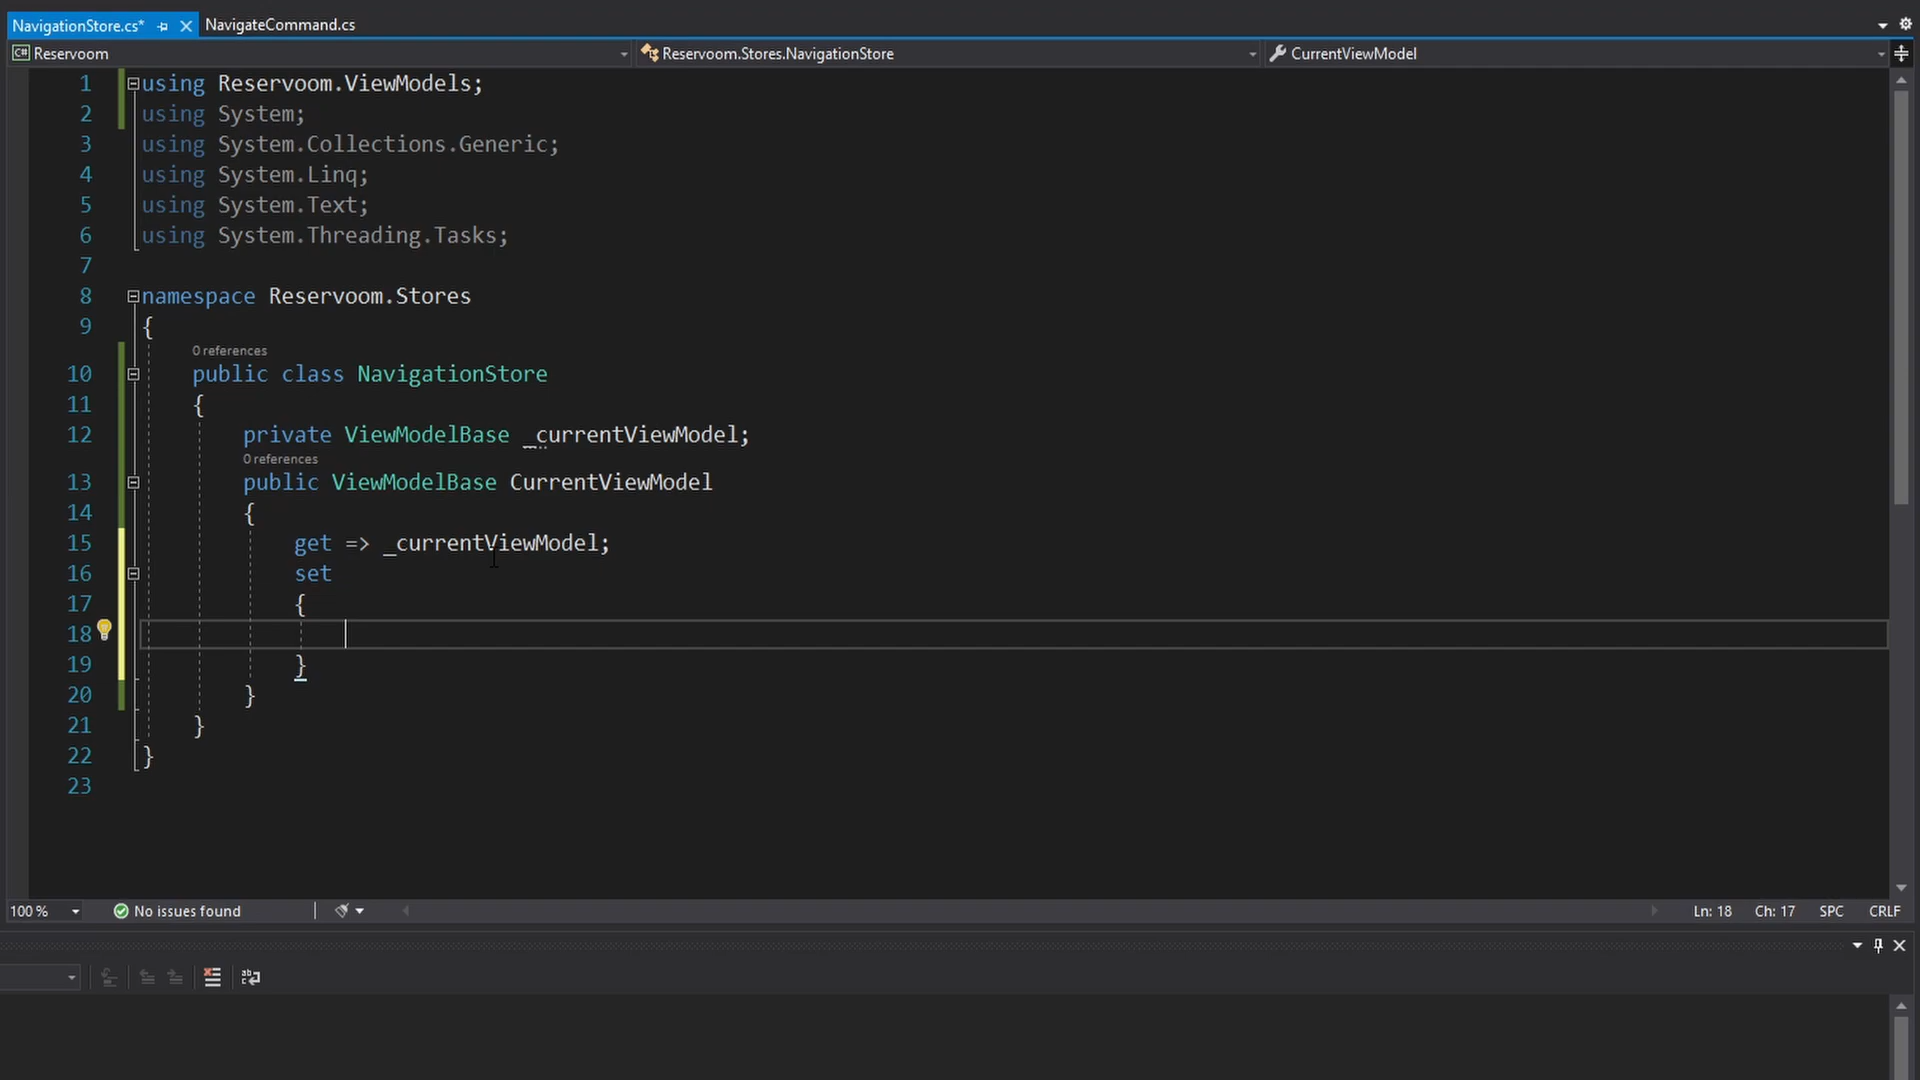 NavigationStore.cs* NavigateCommand.cs
C# Reservoom Reservoom.Stores.NavigationStore CurrentViewModel
1 using Reservoom.ViewModels;
2 using System;
3 using System.Collections.Generic;
4 using System.Linq;
5 using System.Text;
6 using System.Threading.Tasks;
7
8 namespace Reservoom.Stores
9 {
0 references
10 public class NavigationStore
11 {
12 private ViewModelBase _currentViewModel;
0 references
13 public ViewModelBase CurrentViewModel
14 {
15 get => _currentViewModel;
16 set
17 {
18
19 }
20 }
21 }
22 }
23
100 % No issues found Ln: 18 Ch: 17 SPC CRLF